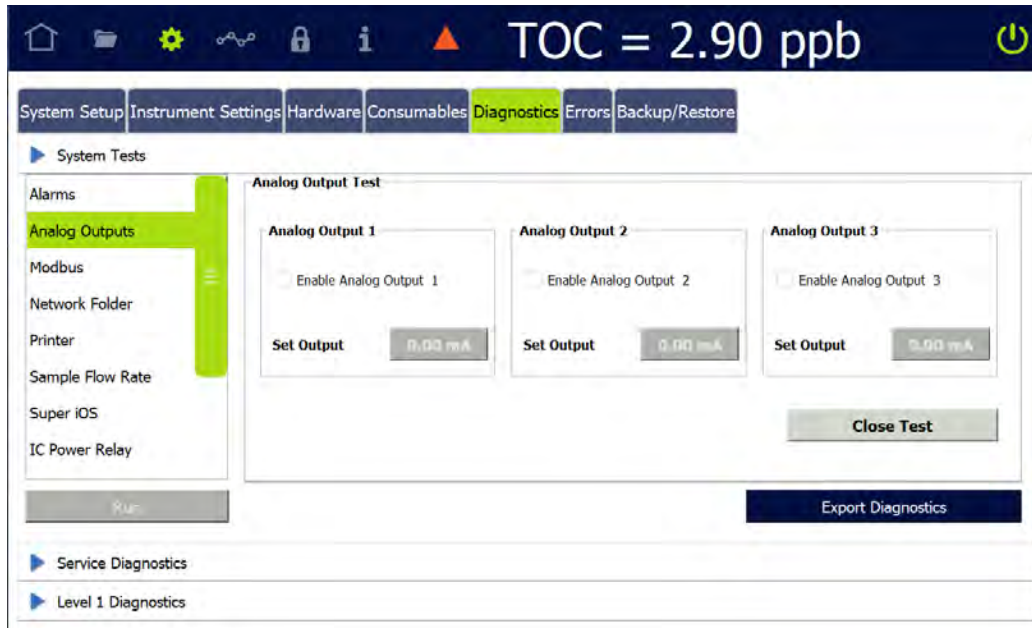 TOC = 2.90 ppb
System Setup Instrument Settings Hardware Consumables Diagnostics Errors Backup/Restore
System Tests
Alarms
Analog Outputs
Modbus
Network Folder
Printer
Sample Flow Rate
Super iOS
IC Power Relay
Run
Analog Output Test
Analog Output 1
Enable Analog Output 1
Set Output 0.00 mA
Analog Output 2
Enable Analog Output 2
Set Output 0.00 mA
Analog Output 3
Enable Analog Output 3
Set Output 0.00 mA
Close Test
Export Diagnostics
Service Diagnostics
Level 1 Diagnostics